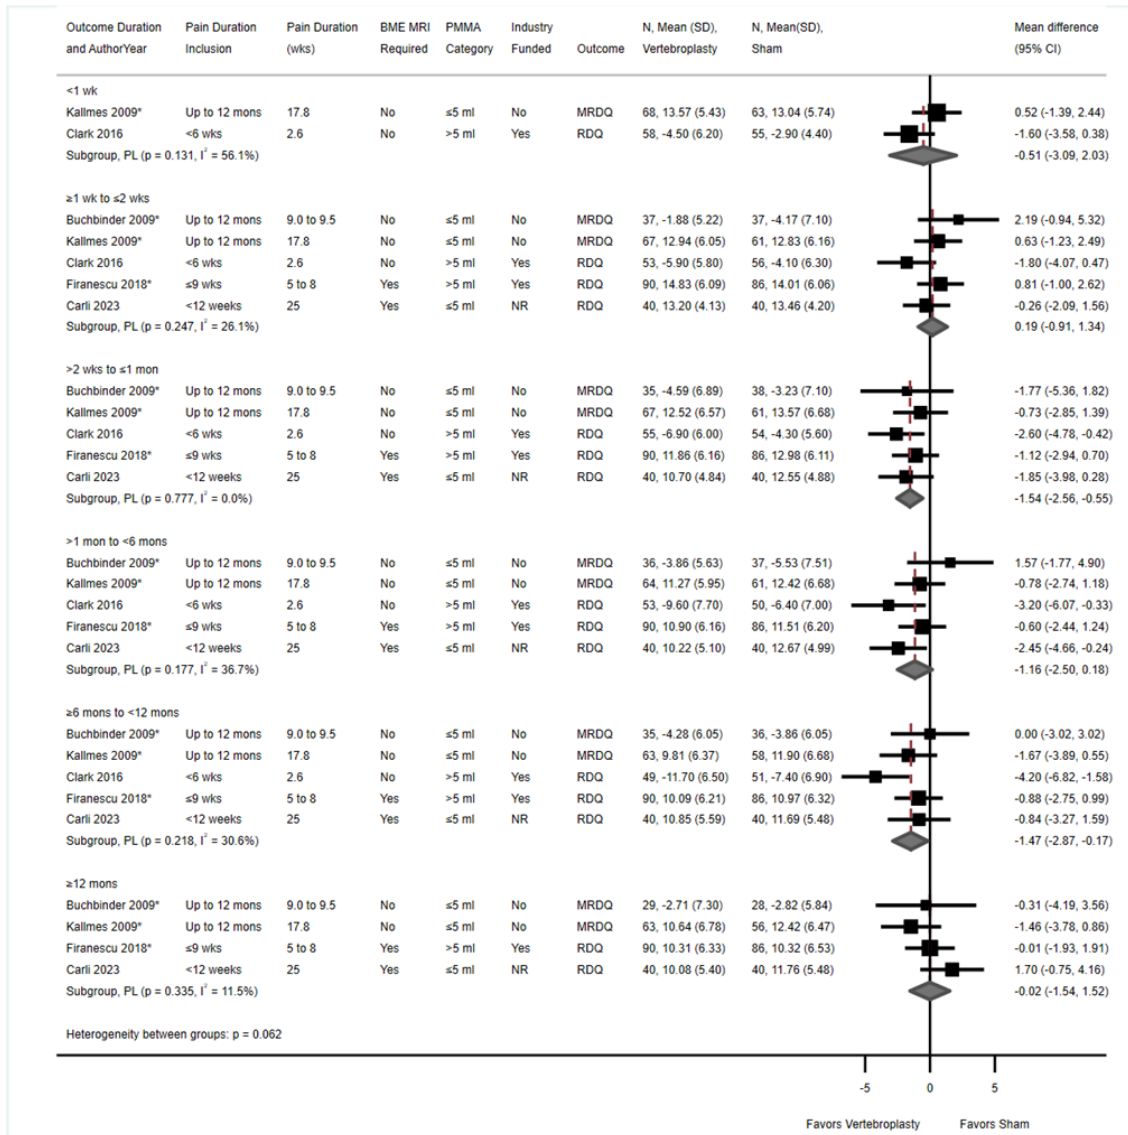 Outcome Duration Pain Duration Pain Duration BME MRI PMMA Industry N, Mean (SD), N, Mean(SD), Mean difference
and AuthorYear Inclusion (wks) Required Category Funded Outcome Vertebroplasty Sham (95% CI)
<1 wk
Kallmes 2009* Up to 12 mons 17.8 No ≤5 ml No MRDQ 68, 13.57 (5.43) 63, 13.04 (5.74) 0.52 (-1.39, 2.44)
Clark 2016 <6 wks 2.6 No >5 ml Yes RDQ 58, -4.50 (6.20) 55, -2.90 (4.40) -1.60 (-3.58, 0.38)
Subgroup, PL (p = 0.131, I² = 56.1%) -0.51 (-3.09, 2.03)
≥1 wk to ≤2 wks
Buchbinder 2009* Up to 12 mons 9.0 to 9.5 No ≤5 ml No MRDQ 37, -1.88 (5.22) 37, -4.17 (7.10) 2.19 (-0.94, 5.32)
Kallmes 2009* Up to 12 mons 17.8 No ≤5 ml No MRDQ 67, 12.94 (6.05) 61, 12.83 (6.16) 0.63 (-1.23, 2.49)
Clark 2016 <6 wks 2.6 No >5 ml Yes RDQ 53, -5.90 (5.80) 56, -4.10 (6.30) -1.80 (-4.07, 0.47)
Firanescu 2018* ≤9 wks 5 to 8 Yes >5 ml Yes RDQ 90, 14.83 (6.09) 86, 14.01 (6.06) 0.81 (-1.00, 2.62)
Carli 2023 <12 weeks 25 Yes ≤5 ml NR RDQ 40, 13.20 (4.13) 40, 13.46 (4.20) -0.26 (-2.09, 1.56)
Subgroup, PL (p = 0.247, I² = 26.1%) 0.19 (-0.91, 1.34)
>2 wks to ≤1 mon
Buchbinder 2009* Up to 12 mons 9.0 to 9.5 No ≤5 ml No MRDQ 35, -4.59 (6.89) 38, -3.23 (7.10) -1.77 (-5.36, 1.82)
Kallmes 2009* Up to 12 mons 17.8 No ≤5 ml No MRDQ 67, 12.52 (6.57) 61, 13.57 (6.68) -0.73 (-2.85, 1.39)
Clark 2016 <6 wks 2.6 No >5 ml Yes RDQ 55, -6.90 (6.00) 54, -4.30 (5.60) -2.60 (-4.78, -0.42)
Firanescu 2018* ≤9 wks 5 to 8 Yes >5 ml Yes RDQ 90, 11.86 (6.16) 86, 12.98 (6.11) -1.12 (-2.94, 0.70)
Carli 2023 <12 weeks 25 Yes ≤5 ml NR RDQ 40, 10.70 (4.84) 40, 12.55 (4.88) -1.85 (-3.98, 0.28)
Subgroup, PL (p = 0.777, I² = 0.0%) -1.54 (-2.56, -0.55)
>1 mon to <6 mons
Buchbinder 2009* Up to 12 mons 9.0 to 9.5 No ≤5 ml No MRDQ 36, -3.86 (5.63) 37, -5.53 (7.51) 1.57 (-1.77, 4.90)
Kallmes 2009* Up to 12 mons 17.8 No ≤5 ml No MRDQ 64, 11.27 (5.95) 61, 12.42 (6.68) -0.78 (-2.74, 1.18)
Clark 2016 <6 wks 2.6 No >5 ml Yes RDQ 53, -9.60 (7.70) 50, -6.40 (7.00) -3.20 (-6.07, -0.33)
Firanescu 2018* ≤9 wks 5 to 8 Yes >5 ml Yes RDQ 90, 10.90 (6.16) 86, 11.51 (6.20) -0.60 (-2.44, 1.24)
Carli 2023 <12 weeks 25 Yes ≤5 ml NR RDQ 40, 10.22 (5.10) 40, 12.67 (4.99) -2.45 (-4.66, -0.24)
Subgroup, PL (p = 0.177, I² = 36.7%) -1.16 (-2.50, 0.18)
≥6 mons to <12 mons
Buchbinder 2009* Up to 12 mons 9.0 to 9.5 No ≤5 ml No MRDQ 35, -4.28 (6.05) 36, -3.86 (6.05) 0.00 (-3.02, 3.02)
Kallmes 2009* Up to 12 mons 17.8 No ≤5 ml No MRDQ 63, 9.81 (6.37) 58, 11.90 (6.68) -1.67 (-3.89, 0.55)
Clark 2016 <6 wks 2.6 No >5 ml Yes RDQ 49, -11.70 (6.50) 51, -7.40 (6.90) -4.20 (-6.82, -1.58)
Firanescu 2018* ≤9 wks 5 to 8 Yes >5 ml Yes RDQ 90, 10.09 (6.21) 86, 10.97 (6.32) -0.88 (-2.75, 0.99)
Carli 2023 <12 weeks 25 Yes ≤5 ml NR RDQ 40, 10.85 (5.59) 40, 11.69 (5.48) -0.84 (-3.27, 1.59)
Subgroup, PL (p = 0.218, I² = 30.6%) -1.47 (-2.87, -0.17)
≥12 mons
Buchbinder 2009* Up to 12 mons 9.0 to 9.5 No ≤5 ml No MRDQ 29, -2.71 (7.30) 28, -2.82 (5.84) -0.31 (-4.19, 3.56)
Kallmes 2009* Up to 12 mons 17.8 No ≤5 ml No MRDQ 63, 10.64 (6.78) 56, 12.42 (6.47) -1.46 (-3.78, 0.86)
Firanescu 2018* ≤9 wks 5 to 8 Yes >5 ml Yes RDQ 90, 10.31 (6.33) 86, 10.32 (6.53) -0.01 (-1.93, 1.91)
Carli 2023 <12 weeks 25 Yes ≤5 ml NR RDQ 40, 10.08 (5.40) 40, 11.76 (5.48) 1.70 (-0.75, 4.16)
Subgroup, PL (p = 0.335, I² = 11.5%) -0.02 (-1.54, 1.52)
Heterogeneity between groups: p = 0.062
-5 0 5
Favors Vertebroplasty Favors Sham